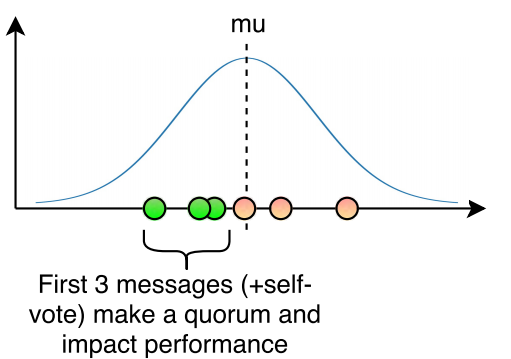 mu
First 3 messages (+self-
vote) make a quorum and
impact performance